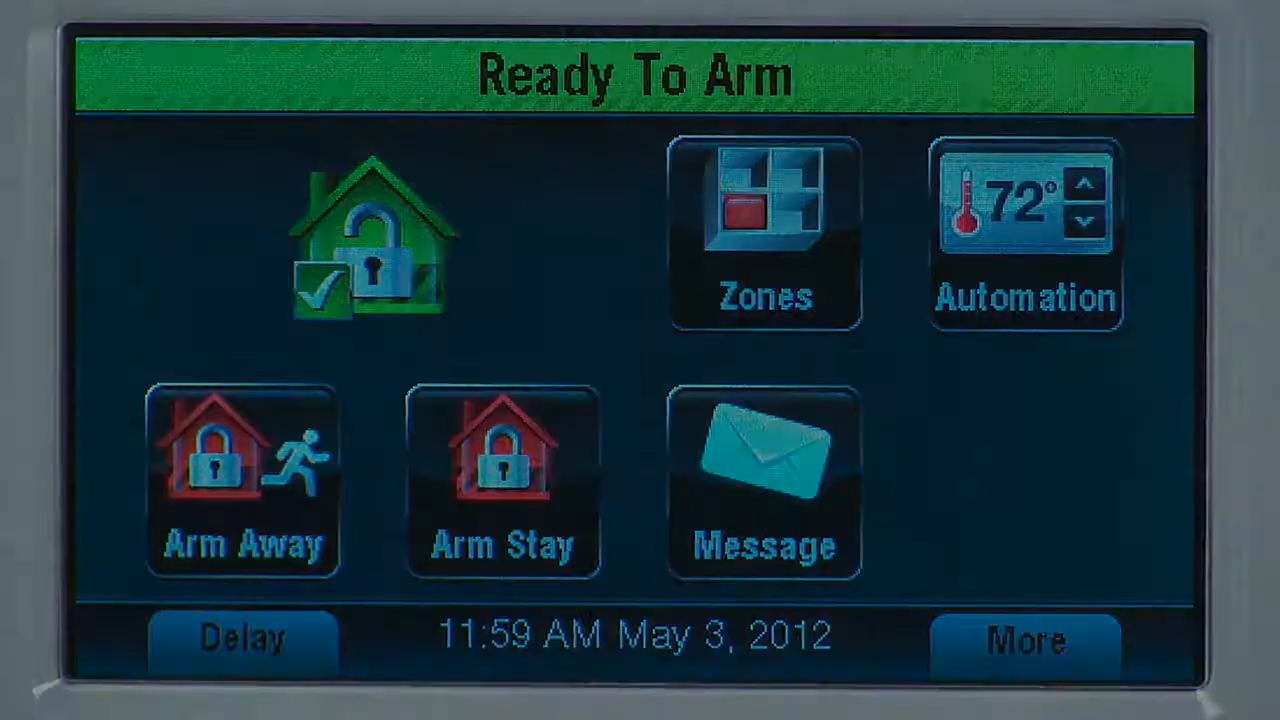 Ready To Arm
72°
Zones
Automation
Arm Away
Arm Stay
Message
Delay
11:59 AM May 3, 2012
More